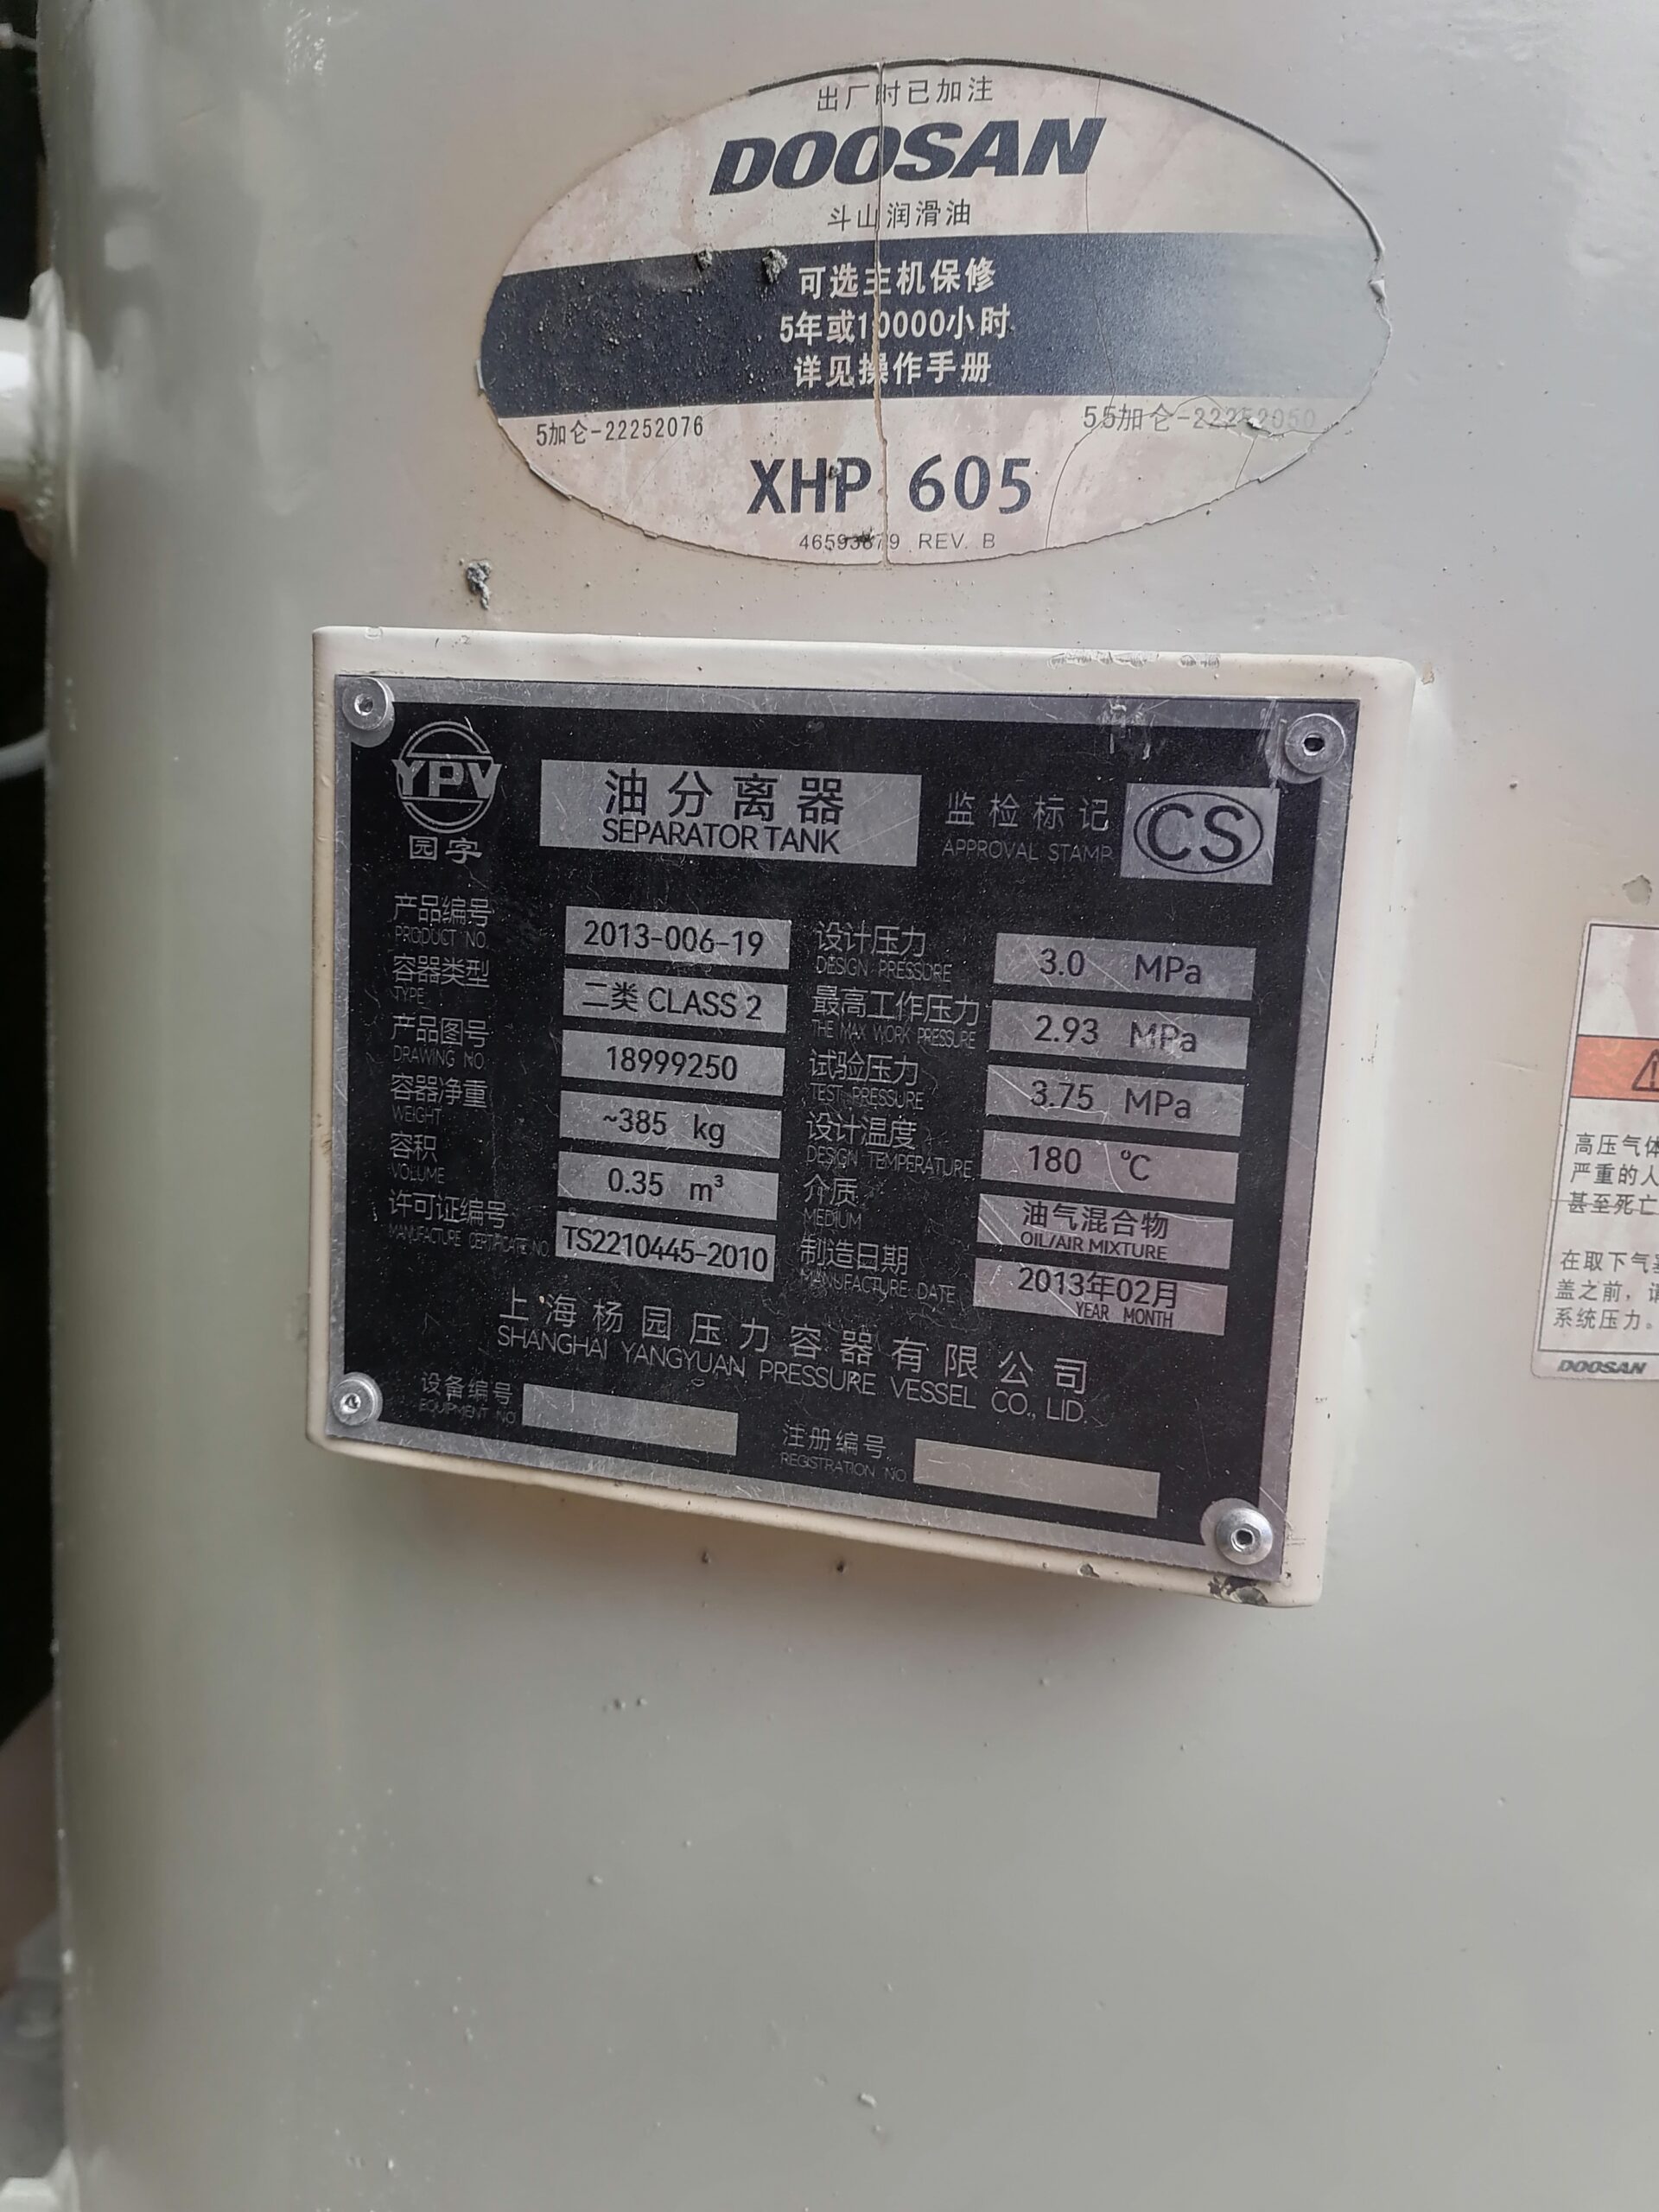 出厂时已加注
DOOSAN
斗山润滑油
可选主机保修
5年或10000小时
详见操作手册
5加仑-22252076
55加仑-22252050
XHP 605
46593879 REV. B
YPV
园字
油分离器
SEPARATOR TANK
监检标记
APPROVAL STAMP
CS
产品编号
PRODUCT NO.
2013-006-19
容器类型
TYPE
二类 CLASS 2
产品图号
DRAWING NO.
18999250
容器净重
WEIGHT
~385 kg
容积
VOLUME
0.35 m³
许可证编号
MANUFACTURE CERTIFICATE NO.
TS2210445-2010
设计压力
DESIGN PRESSURE
3.0 MPa
最高工作压力
THE MAX WORK PRESSURE
2.93 MPa
试验压力
TEST PRESSURE
3.75 MPa
设计温度
DESIGN TEMPERATURE
180 ℃
介质
MEDIUM
油气混合物
OIL/AIR MIXTURE
制造日期
MANUFACTURE DATE
2013年02月
YEAR MONTH
上海杨园压力容器有限公司
SHANGHAI YANGYUAN PRESSURE VESSEL CO., LTD.
设备编号
EQUIPMENT NO.
注册编号
REGISTRATION NO.
高压气体
严重的人
甚至死亡
在取下气
盖之前，
系统压力。
DOOSAN